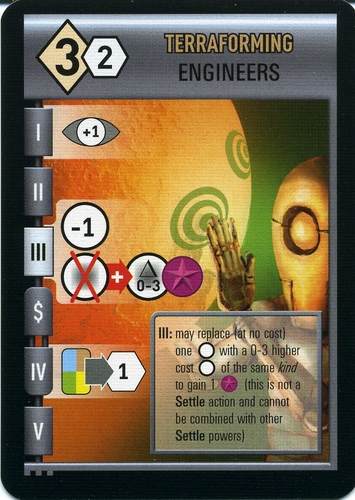 3 2
TERRAFORMING
ENGINEERS
I
+1
II
III
-1
+ 0-3
$
IV
1
V
III: may replace (at no cost)
one with a 0-3 higher
cost of the same kind
to gain 1 (this is not a
Settle action and cannot
be combined with other
Settle powers)